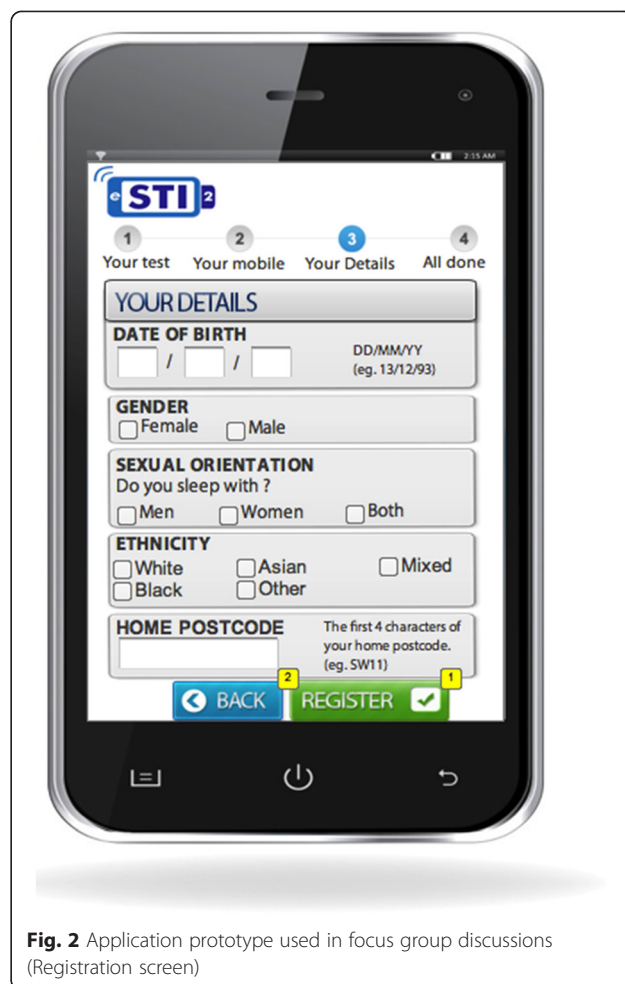 2:15 AM
e STI 2
1 2 3 4
Your test Your mobile Your Details All done
YOUR DETAILS
DATE OF BIRTH
/ / DD/MM/YY
(eg. 13/12/93)
GENDER
Female Male
SEXUAL ORIENTATION
Do you sleep with ?
Men Women Both
ETHNICITY
White Asian Mixed
Black Other
HOME POSTCODE
The first 4 characters of
your home postcode.
(eg. SW11)
2 1
BACK REGISTER
Fig. 2 Application prototype used in focus group discussions
(Registration screen)